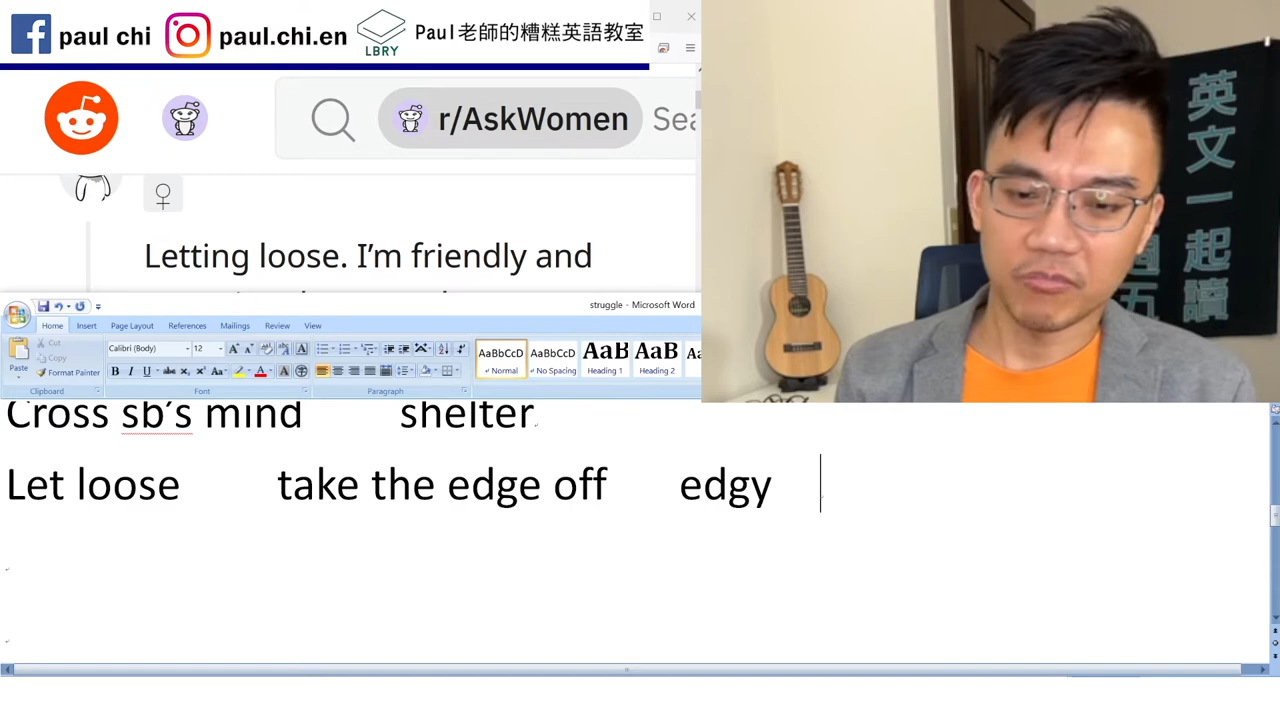 paul chi paul.chi.en LBRY Paul老師的糟糕英語教室
r/AskWomen Sea
Letting loose. I'm friendly and
struggle - Microsoft Word
Home Insert Page Layout References Mailings Review View
Paste Cut Copy Format Painter
Calibri (Body) 12
AaBbCcD AaBbCcD AaBb AaB
Normal No Spacing Heading 1 Heading 2
Clipboard Font Paragraph
Cross sb's mind shelter
Let loose take the edge off edgy
英文一起讀
週五